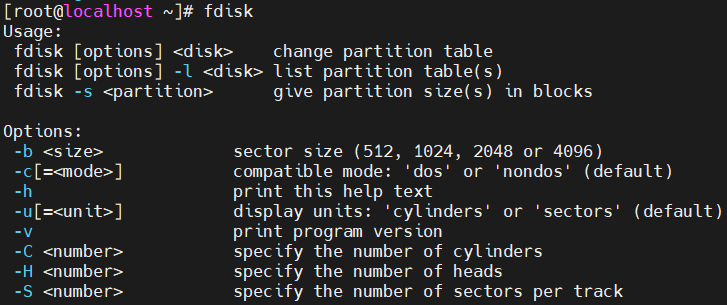 [root@localhost ~]# fdisk
Usage:
 fdisk [options] <disk>    change partition table
 fdisk [options] -l <disk> list partition table(s)
 fdisk -s <partition>      give partition size(s) in blocks

Options:
 -b <size>             sector size (512, 1024, 2048 or 4096)
 -c[=<mode>]           compatible mode: 'dos' or 'nondos' (default)
 -h                    print this help text
 -u[=<unit>]           display units: 'cylinders' or 'sectors' (default)
 -v                    print program version
 -C <number>           specify the number of cylinders
 -H <number>           specify the number of heads
 -S <number>           specify the number of sectors per track